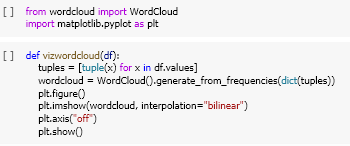 [ ] from wordcloud import WordCloud
import matplotlib.pyplot as plt
[ ] def vizwordcloud(df):
tuples = [tuple(x) for x in df.values]
wordcloud = WordCloud().generate_from_frequencies(dict(tuples))
plt.figure()
plt.imshow(wordcloud, interpolation="bilinear")
plt.axis("off")
plt.show()